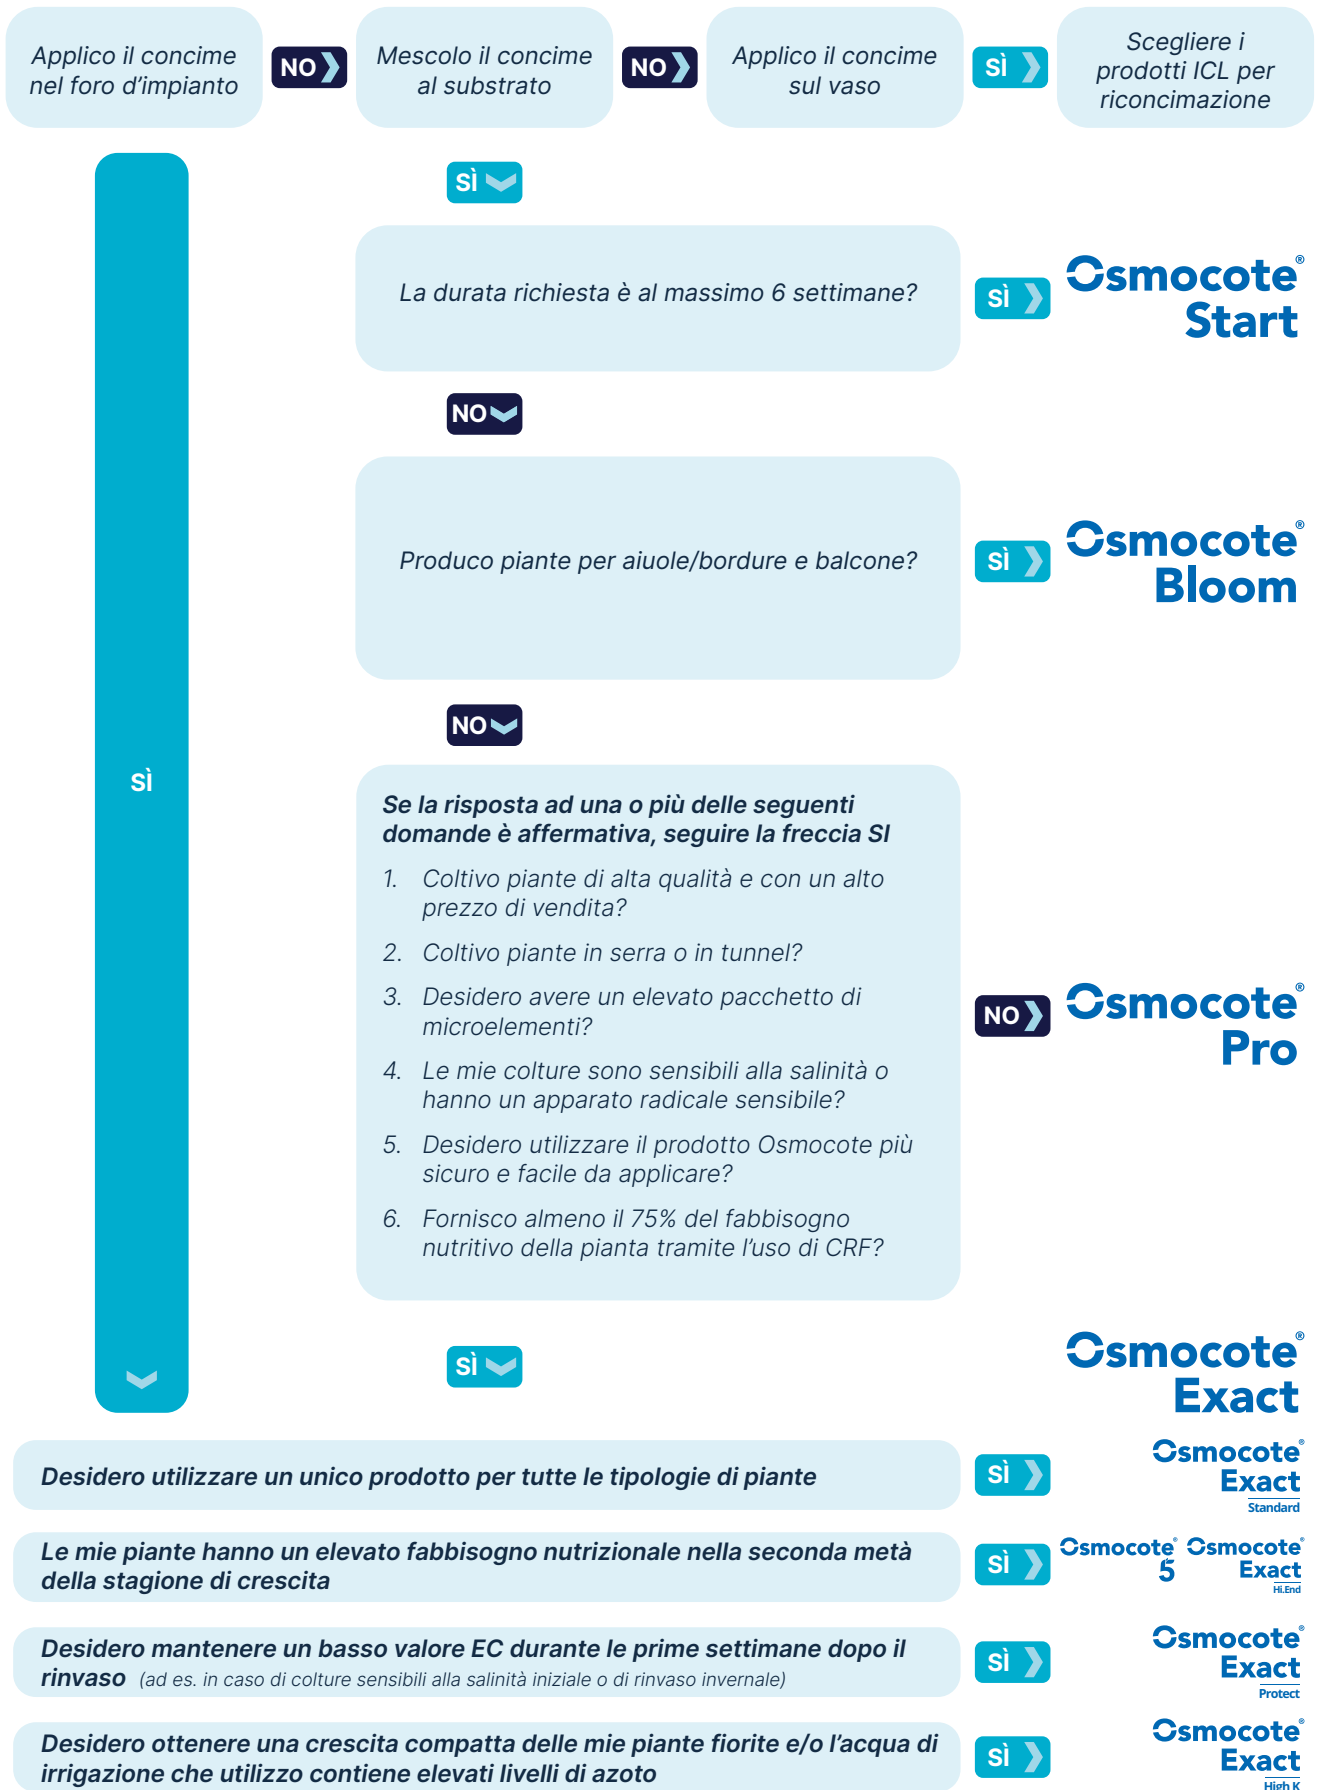 Applico il concime
nel foro d'impianto
NO
Mescolo il concime
al substrato
NO
Applico il concime
sul vaso
SÌ
Scegliere i
prodotti ICL per
riconcimazione
SÌ
La durata richiesta è al massimo 6 settimane?
SÌ
Osmocote®
Start
NO
Produco piante per aiuole/bordure e balcone?
SÌ
Osmocote®
Bloom
NO
SÌ
Se la risposta ad una o più delle seguenti
domande è affermativa, seguire la freccia SI
1. Coltivo piante di alta qualità e con un alto
prezzo di vendita?
2. Coltivo piante in serra o in tunnel?
3. Desidero avere un elevato pacchetto di
microelementi?
4. Le mie colture sono sensibili alla salinità o
hanno un apparato radicale sensibile?
5. Desidero utilizzare il prodotto Osmocote più
sicuro e facile da applicare?
6. Fornisco almeno il 75% del fabbisogno
nutritivo della pianta tramite l'uso di CRF?
NO
Osmocote®
Pro
SÌ
Osmocote®
Exact
Desidero utilizzare un unico prodotto per tutte le tipologie di piante
SÌ
Osmocote®
Exact
Standard
Le mie piante hanno un elevato fabbisogno nutrizionale nella seconda metà
della stagione di crescita
SÌ
Osmocote®
5
Osmocote®
Exact
Hi.End
Desidero mantenere un basso valore EC durante le prime settimane dopo il
rinvaso (ad es. in caso di colture sensibili alla salinità iniziale o di rinvaso invernale)
SÌ
Osmocote®
Exact
Protect
Desidero ottenere una crescita compatta delle mie piante fiorite e/o l'acqua di
irrigazione che utilizzo contiene elevati livelli di azoto
SÌ
Osmocote®
Exact
High K